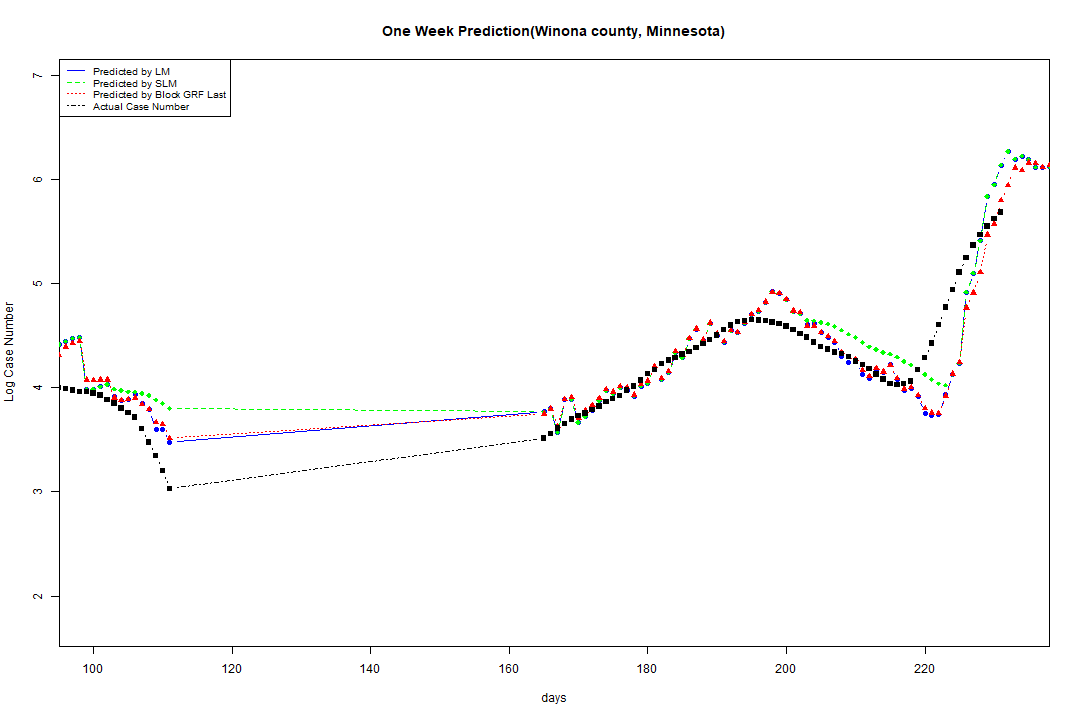 One Week Prediction(Winona county, Minnesota)
Predicted by LM
Predicted by SLM
Predicted by Block GRF Last
Actual Case Number
7
6
5
4
3
2
Log Case Number
100 120 140 160 180 200 220
days